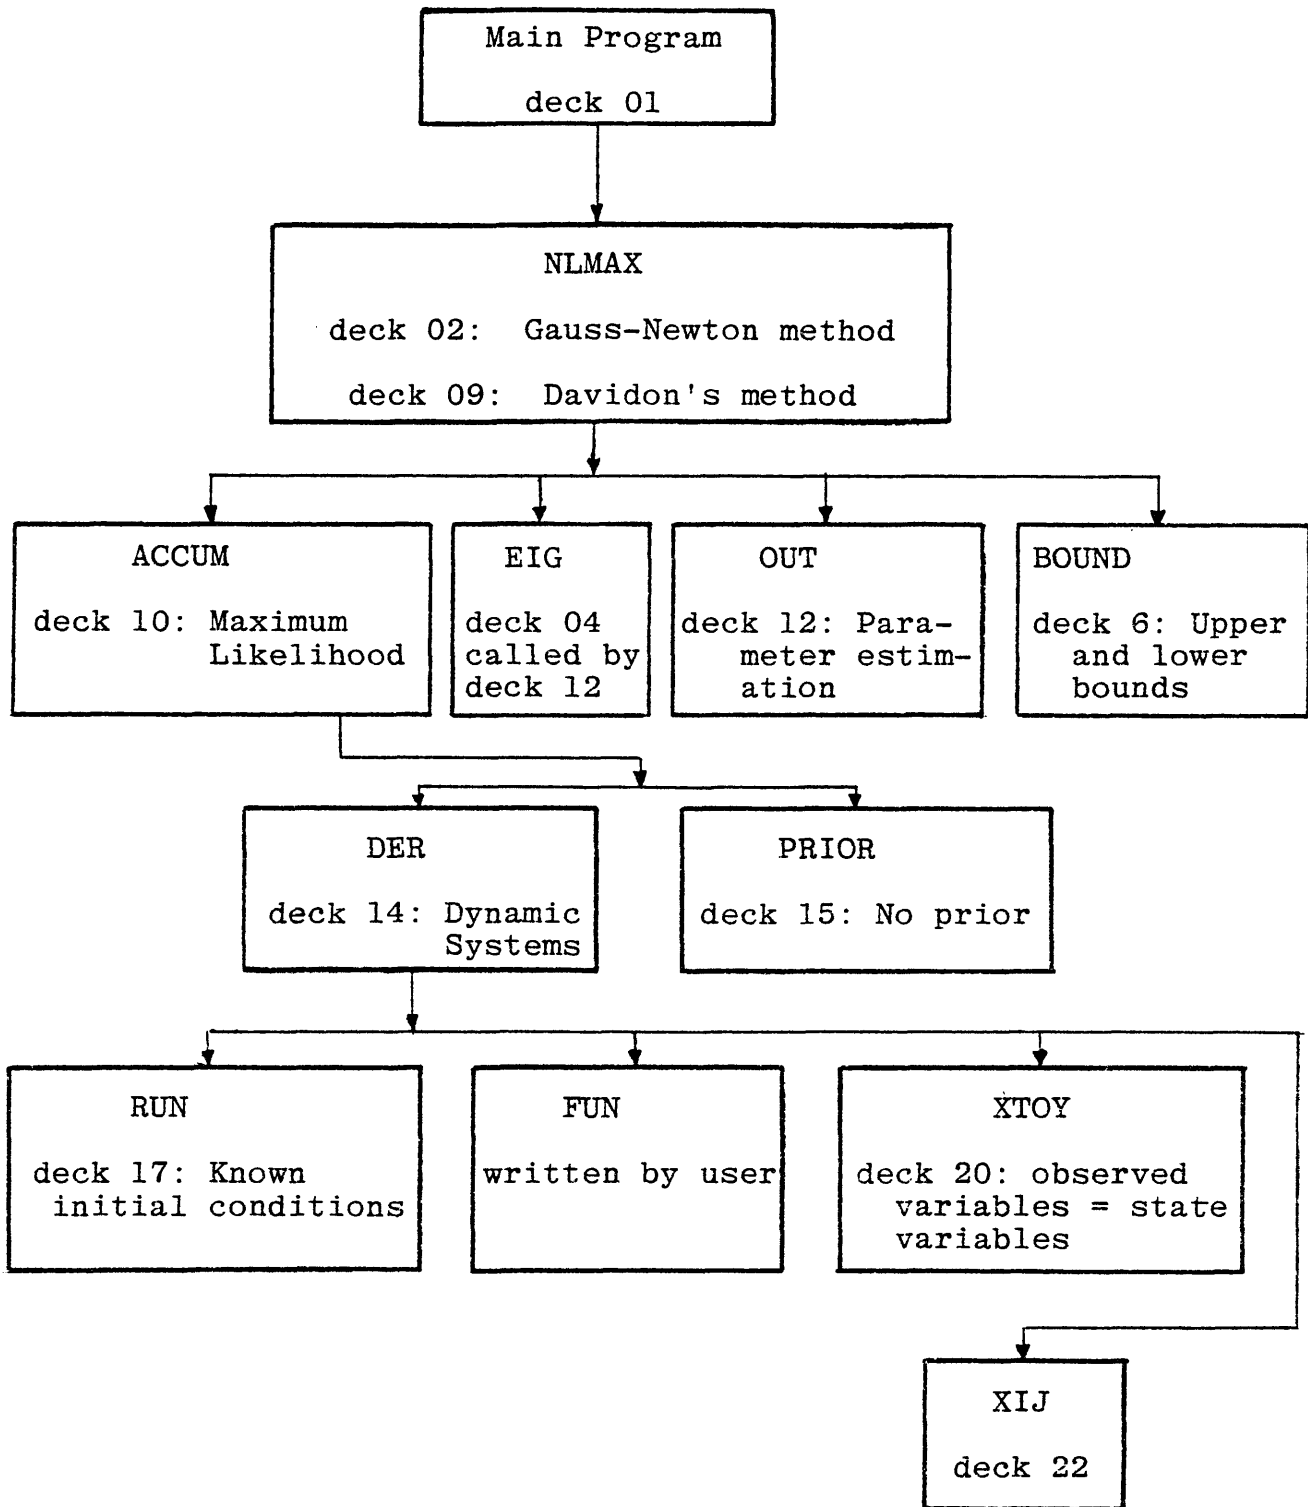 Main Program
deck 01
NLMAX
deck 02: Gauss-Newton method
deck 09: Davidon's method
ACCUM
deck 10: Maximum
Likelihood
EIG
deck 04
called by
deck 12
OUT
deck 12: Para-
meter estim-
ation
BOUND
deck 6: Upper
and lower
bounds
DER
deck 14: Dynamic
Systems
PRIOR
deck 15: No prior
RUN
deck 17: Known
initial conditions
FUN
written by user
XTOY
deck 20: observed
variables = state
variables
XIJ
deck 22